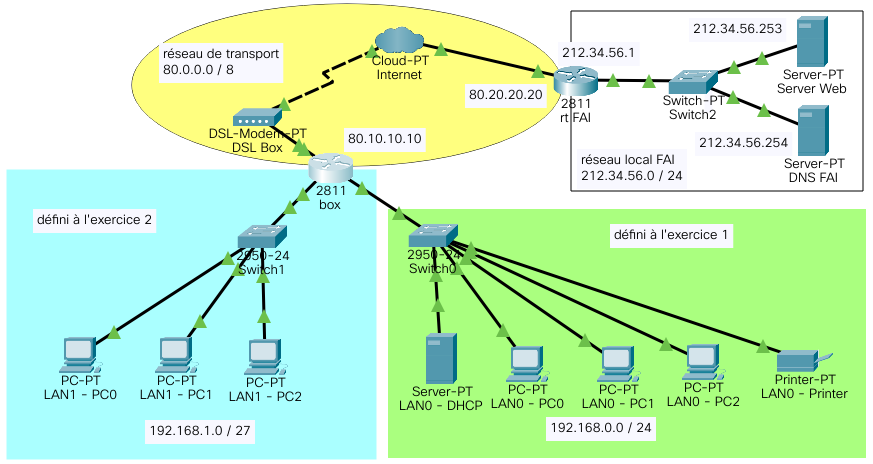 réseau de transport
80.0.0.0 / 8
Cloud-PT
Internet
212.34.56.1
212.34.56.253
Server-PT
Server Web
80.20.20.20
2811
rt FAI
Switch-PT
Switch2
212.34.56.254
Server-PT
DNS FAI
réseau local FAI
212.34.56.0 / 24
DSL-Modem-PT
DSL Box
80.10.10.10
2811
box
défini à l'exercice 2
2950-24
Switch1
PC-PT
LAN1 - PC0
PC-PT
LAN1 - PC1
PC-PT
LAN1 - PC2
192.168.1.0 / 27
défini à l'exercice 1
2950-24
Switch0
Server-PT
LAN0 - DHCP
PC-PT
LAN0 - PC0
PC-PT
LAN0 - PC1
PC-PT
LAN0 - PC2
Printer-PT
LAN0 - Printer
192.168.0.0 / 24